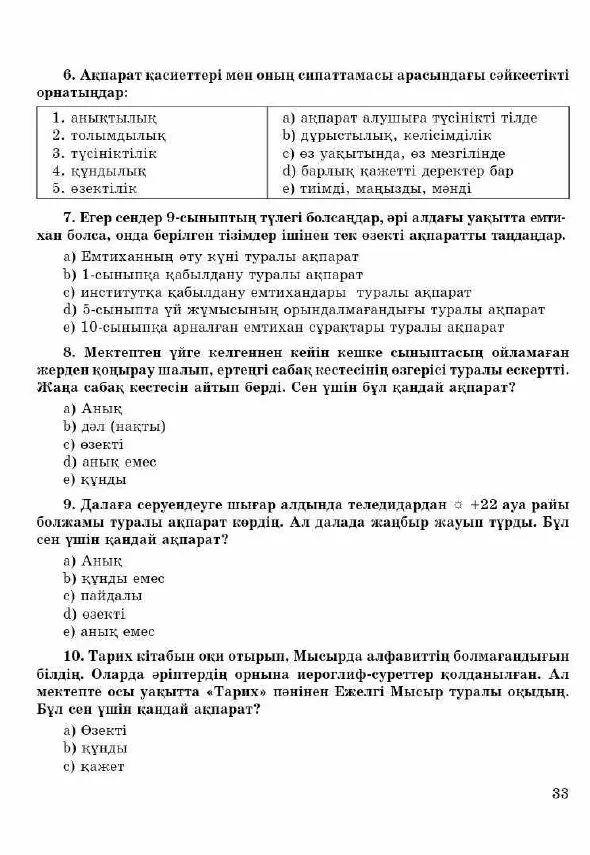 6. Ақпарат қасиеттері мен оның сипаттамасы арасындағы сәйкестікті
орнатыңдар:
1. анықтылық
2. толымдылық
3. түсініктілік
4. құндылық
5. өзектілік
a) ақпарат алушыға түсінікті тілде
b) дұрыстылық, келісімділік
c) өз уақытында, өз мезгілінде
d) барлық қажетті деректер бар
e) тиімді, маңызды, мәнді
7. Егер сендер 9-сыныптың түлегі болсаңдар, әрі алдағы уақытта емти-
хан болса, онда берілген тізімдер ішінен тек өзекті ақпаратты таңдаңдар.
a) Емтиханның өту күні туралы ақпарат
b) 1-сыныпқа қабылдану туралы ақпарат
c) институтқа қабылдану емтихандары туралы ақпарат
d) 5-сыныпта үй жұмысының орындалмағандығы туралы ақпарат
e) 10-сыныпқа арналған емтихан сұрақтары туралы ақпарат
8. Мектептен үйге келгеннен кейін кешке сыныптасың ойламаған
жерден қоңырау шалып, ертеңгі сабақ кестесінің өзгерісі туралы ескертті.
Жаңа сабақ кестесін айтып берді. Сен үшін бұл қандай ақпарат?
a) Анық
b) дәл (нақты)
c) өзекті
d) анық емес
e) құнды
9. Далаға серуендеуге шығар алдында теледидардан ☼ +22 ауа райы
болжамы туралы ақпарат көрдің. Ал далада жаңбыр жауып тұрды. Бұл
сен үшін қандай ақпарат?
a) Анық
b) құнды емес
c) пайдалы
d) өзекті
e) анық емес
10. Тарих кітабын оқи отырып, Мысырда алфавиттің болмағандығын
білдің. Оларда әріптердің орнына иероглиф-суреттер қолданылған. Ал
мектепте осы уақытта «Тарих» пәнінен Ежелгі Мысыр туралы оқыдың.
Бұл сен үшін қандай ақпарат?
a) Өзекті
b) құнды
c) қажет
33